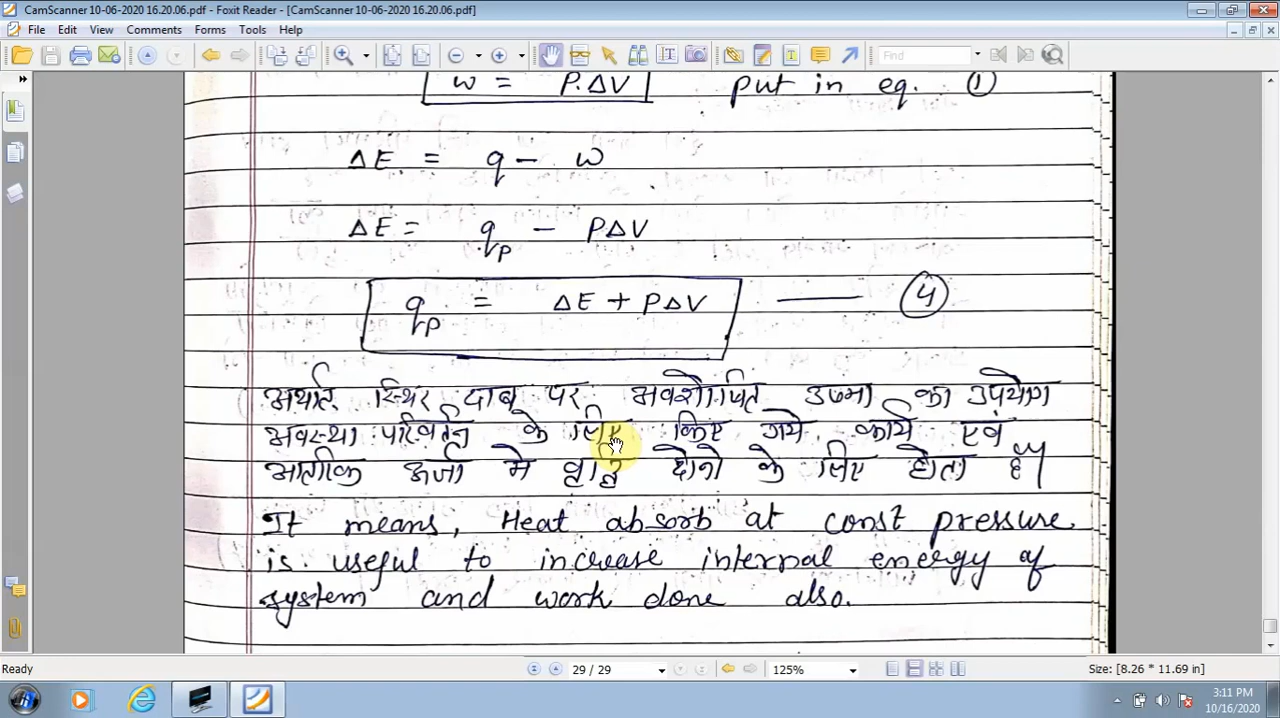 CamScanner 10-06-2020 16.20.06.pdf - Foxit Reader - [CamScanner 10-06-2020 16.20.06.pdf]
File Edit View Comments Forms Tools Help
Find
w = P.ΔV put in eq. ①
ΔE = q - w
ΔE = qp - PΔV
qp = ΔE + PΔV —— ④
अर्थात स्थिर दाब पर अवशोषित उष्मा का उपयोग
अवस्था परिवर्तन के लिए किए गये कार्य एवं
आन्तरिक ऊर्जा मे वृद्धि दोनो के लिए होता है।
It means, Heat absorb at const pressure
is useful to increase internal energy of
system and work done also.
Ready 29 / 29 125% Size: [8.26 * 11.69 in]
3:11 PM
10/16/2020